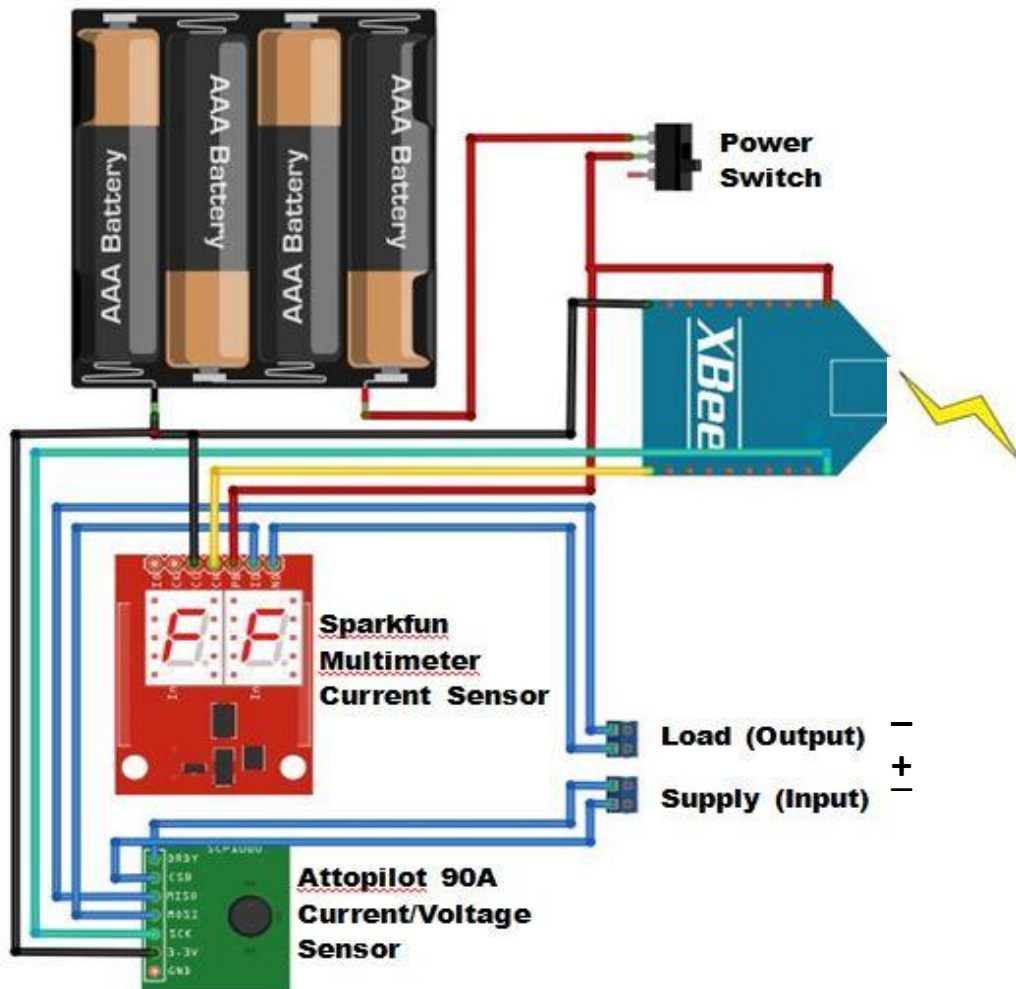 AAA Battery
AAA Battery
AAA Battery
AAA Battery
Power
Switch
XBee
Sparkfun
Multimeter
Current Sensor
F F
Load (Output)
−
+
Supply (Input)
−
Attopilot 90A
Current/Voltage
Sensor
SCP1000
DRDY
CSB
MISO
MOSI
SCK
3-3V
GND